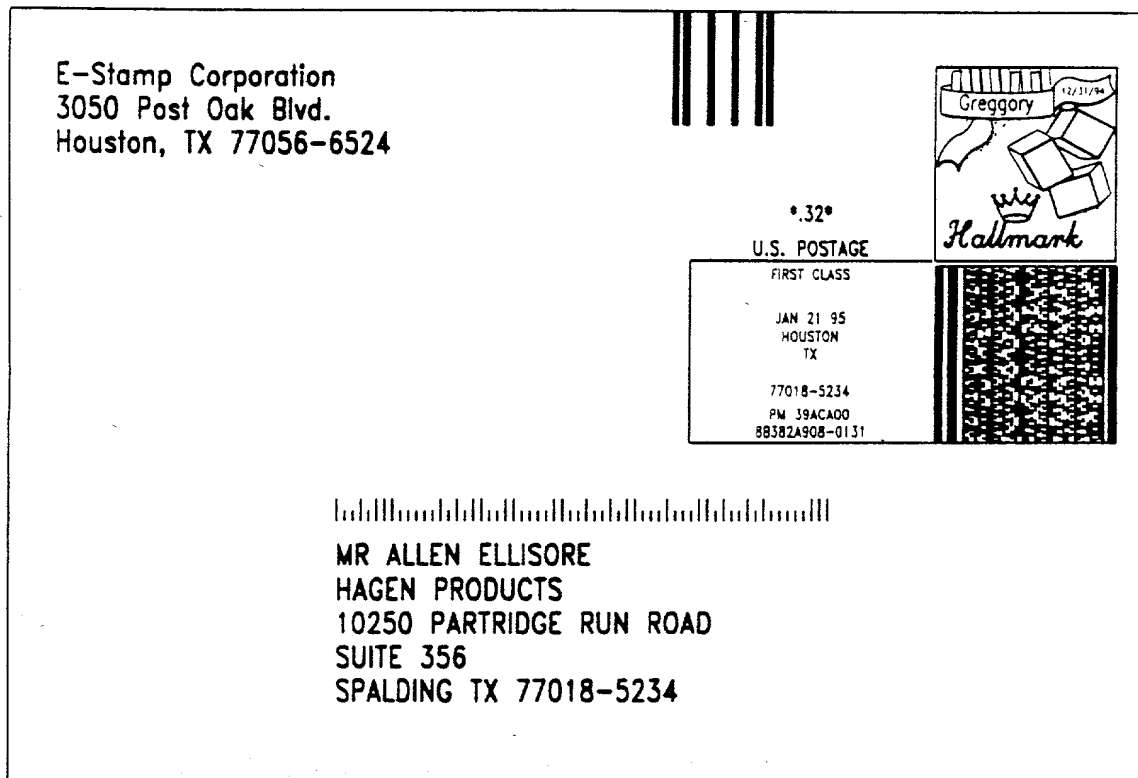 E-Stamp Corporation
3050 Post Oak Blvd.
Houston, TX 77056-6524
Greggory
12/31/94
Hallmark
*.32*
U.S. POSTAGE
FIRST CLASS
JAN 21 95
HOUSTON
TX
77018-5234
PM 39ACA00
8B382A908-0131
MR ALLEN ELLISORE
HAGEN PRODUCTS
10250 PARTRIDGE RUN ROAD
SUITE 356
SPALDING TX 77018-5234